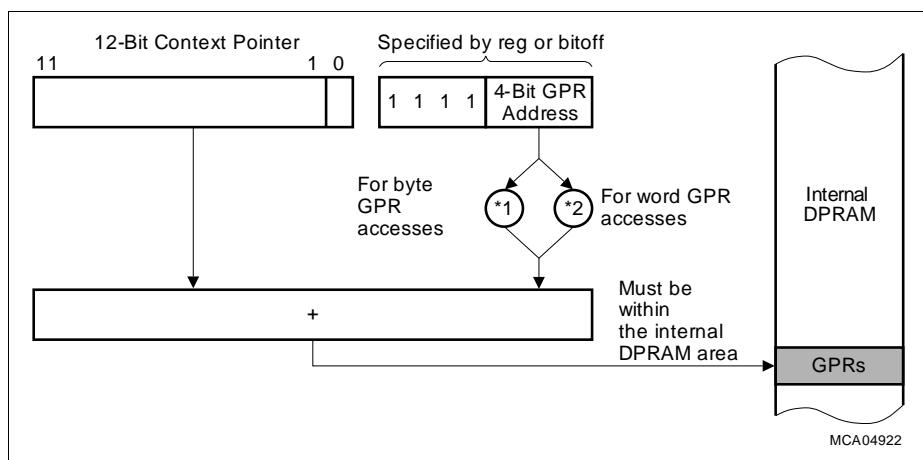 12-Bit Context Pointer
11 1 0
Specified by reg or bitoff
1 1 1 1
4-Bit GPR
Address
For byte
GPR
accesses
*1
*2
For word GPR
accesses
Internal
DPRAM
+
Must be
within
the internal
DPRAM area
GPRs
MCA04922